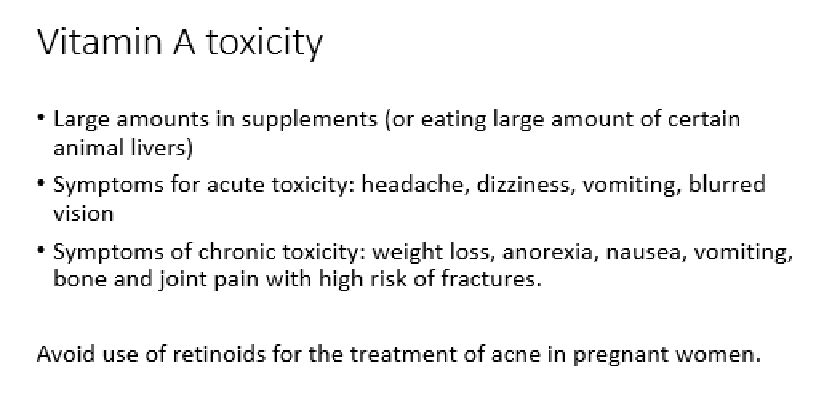 Vitamin A toxicity
• Large amounts in supplements (or eating large amount of certain
animal livers)
• Symptoms for acute toxicity: headache, dizziness, vomiting, blurred
vision
• Symptoms of chronic toxicity: weight loss, anorexia, nausea, vomiting,
bone and joint pain with high risk of fractures.
Avoid use of retinoids for the treatment of acne in pregnant women.